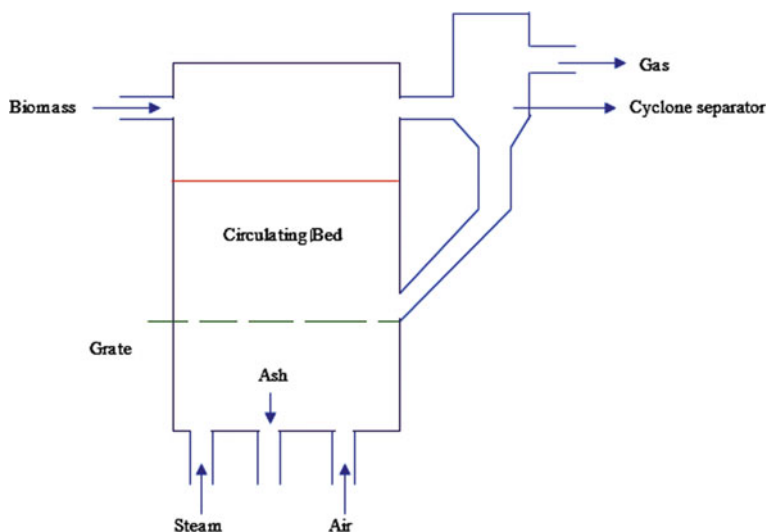 Gas
Biomass
Cyclone separator
Circulating Bed
Grate
Ash
Steam
Air